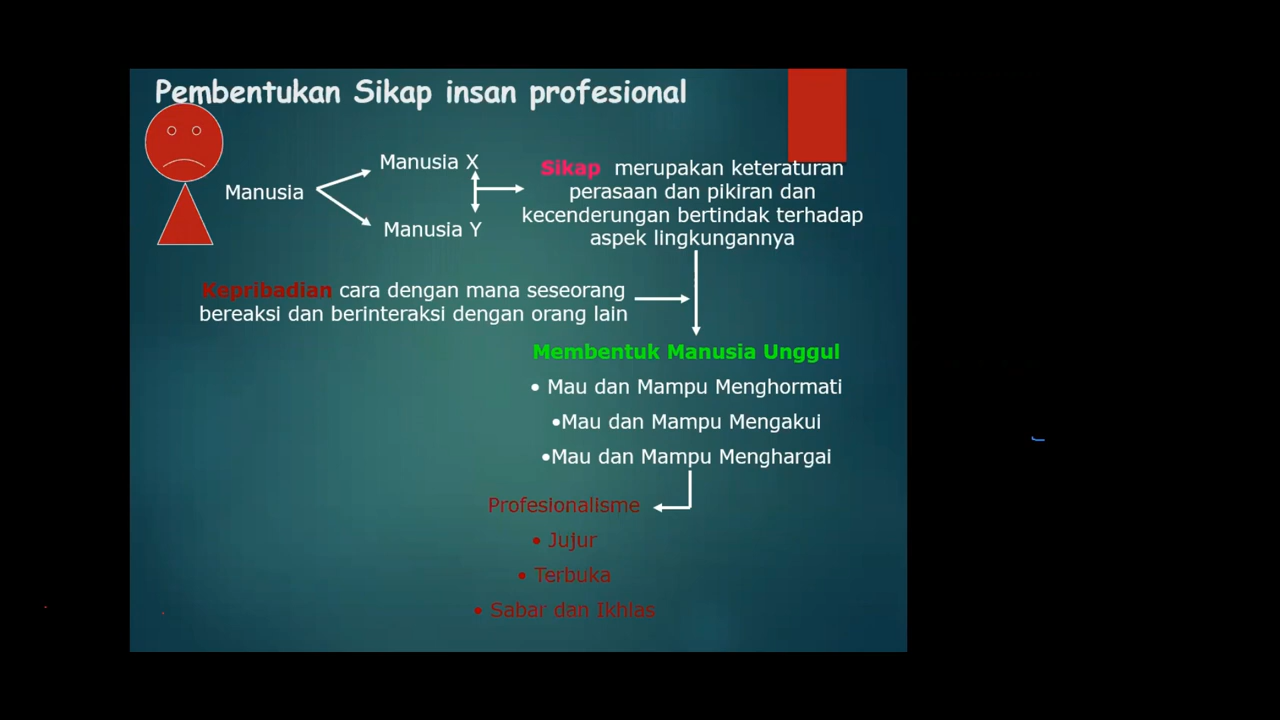 Pembentukan Sikap insan profesional
Manusia
Manusia X
Manusia Y
Sikap merupakan keteraturan
perasaan dan pikiran dan
kecenderungan bertindak terhadap
aspek lingkungannya
Kepribadian cara dengan mana seseorang
bereaksi dan berinteraksi dengan orang lain
Membentuk Manusia Unggul
• Mau dan Mampu Menghormati
•Mau dan Mampu Mengakui
•Mau dan Mampu Menghargai
Profesionalisme
• Jujur
• Terbuka
• Sabar dan Ikhlas